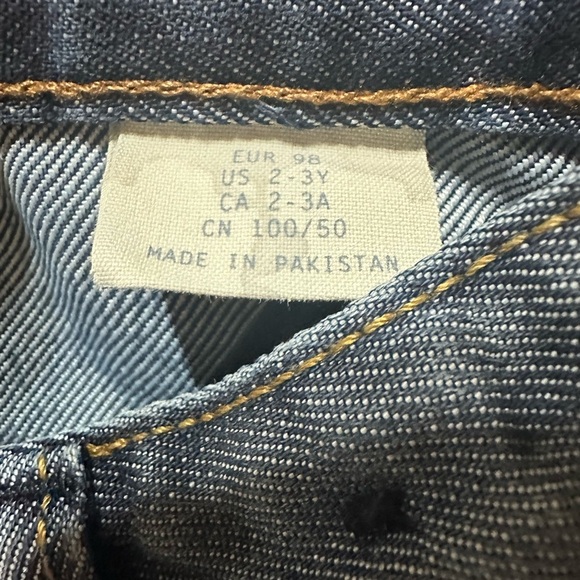 EUR 98
US 2-3Y
CA 2-3A
CN 100/50
MADE IN PAKISTAN